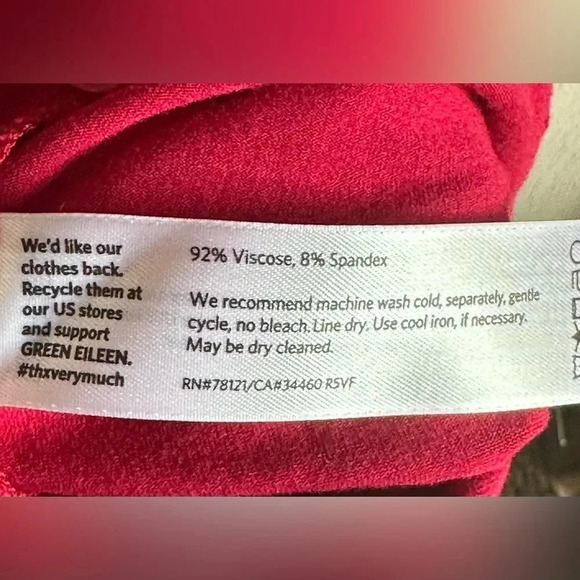 We'd like our
clothes back.
Recycle them at
our US stores
and support
GREEN EILEEN.
#thxverymuch
92% Viscose, 8% Spandex
We recommend machine wash cold, separately, gentle
cycle, no bleach. Line dry. Use cool iron, if necessary.
May be dry cleaned.
RN#78121/CA#34460 R5VF